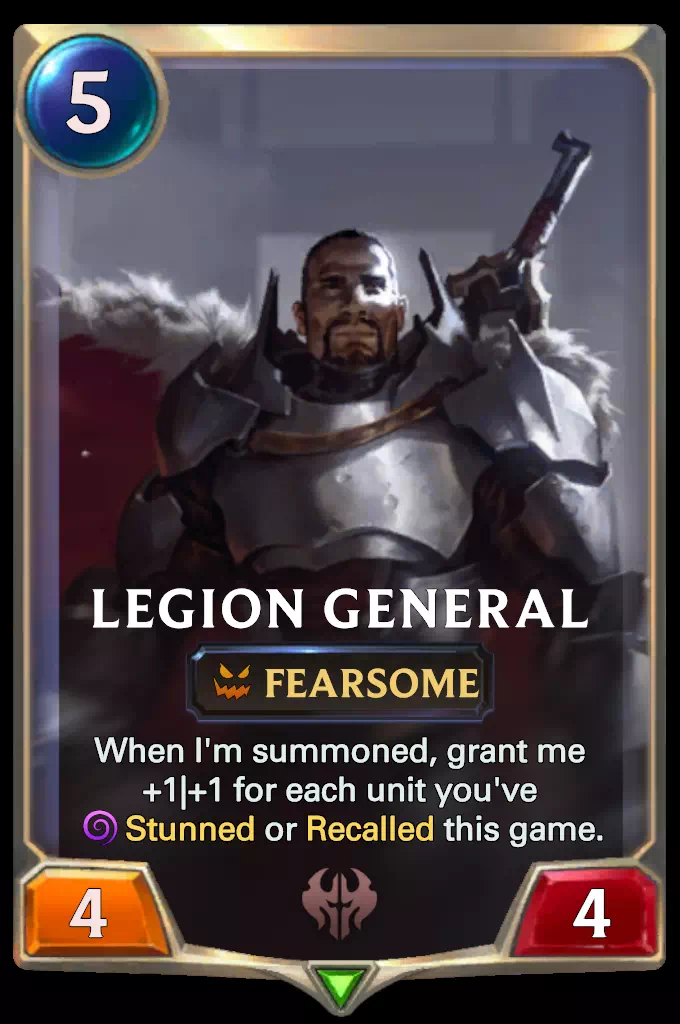 5
LEGION GENERAL
FEARSOME
When I'm summoned, grant me
+1|+1 for each unit you've
Stunned or Recalled this game.
4
4